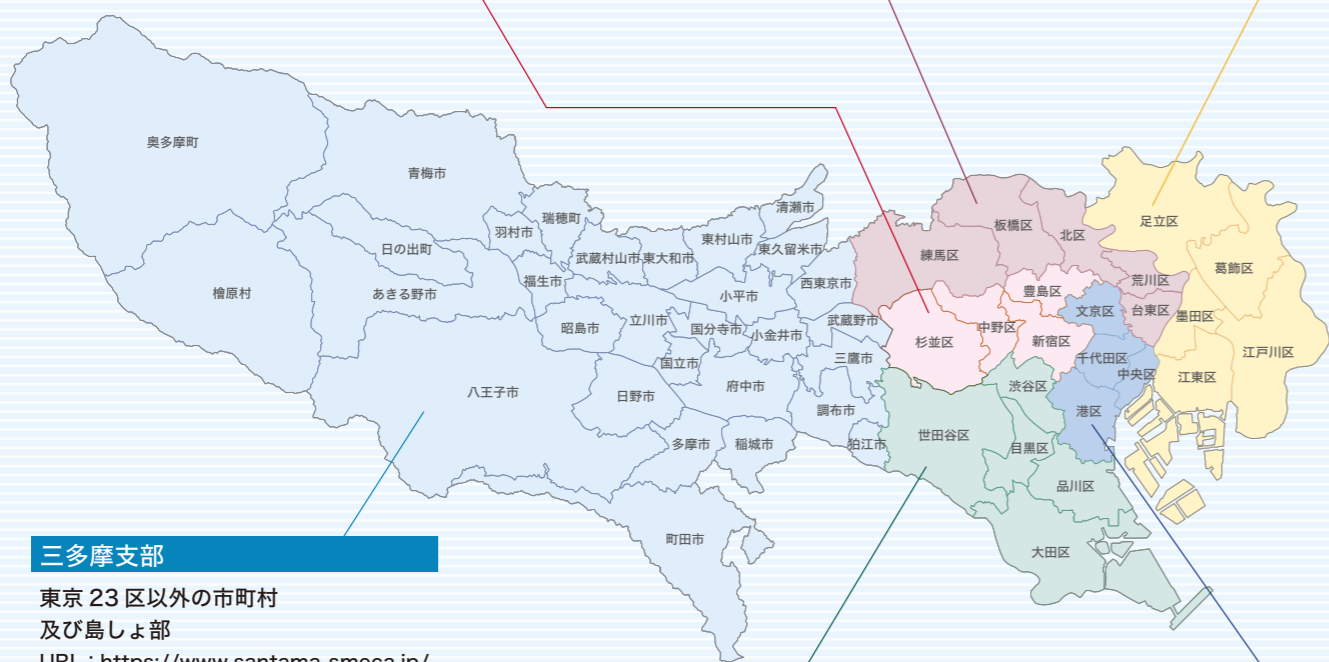 奥多摩町
青梅市
瑞穂町
羽村市
日の出町
檜原村
あきる野市
福生市
武蔵村山市
東大和市
東村山市
清瀬市
東久留米市
西東京市
小平市
昭島市
立川市
国分寺市
小金井市
武蔵野市
国立市
三鷹市
八王子市
日野市
府中市
調布市
多摩市
稲城市
狛江市
町田市
練馬区
板橋区
北区
足立区
荒川区
葛飾区
豊島区
文京区
台東区
墨田区
杉並区
中野区
新宿区
千代田区
中央区
江東区
江戸川区
渋谷区
港区
世田谷区
目黒区
品川区
大田区
三多摩支部
東京 23 区以外の市町村
及び島しょ部
URL：https://www.santama-smeca.jp/